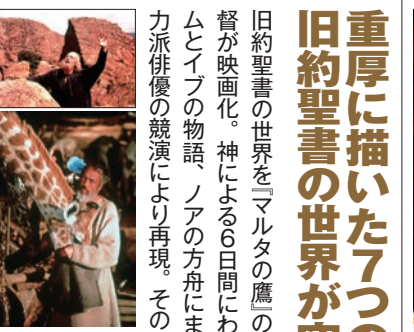 重厚に描いた7つ
旧約聖書の世界が
旧約聖書の世界を『マルタの鷹』の
督が映画化。神による6日間にわ
ムとイブの物語、ノアの方舟にま
力派俳優の競演により再現。その